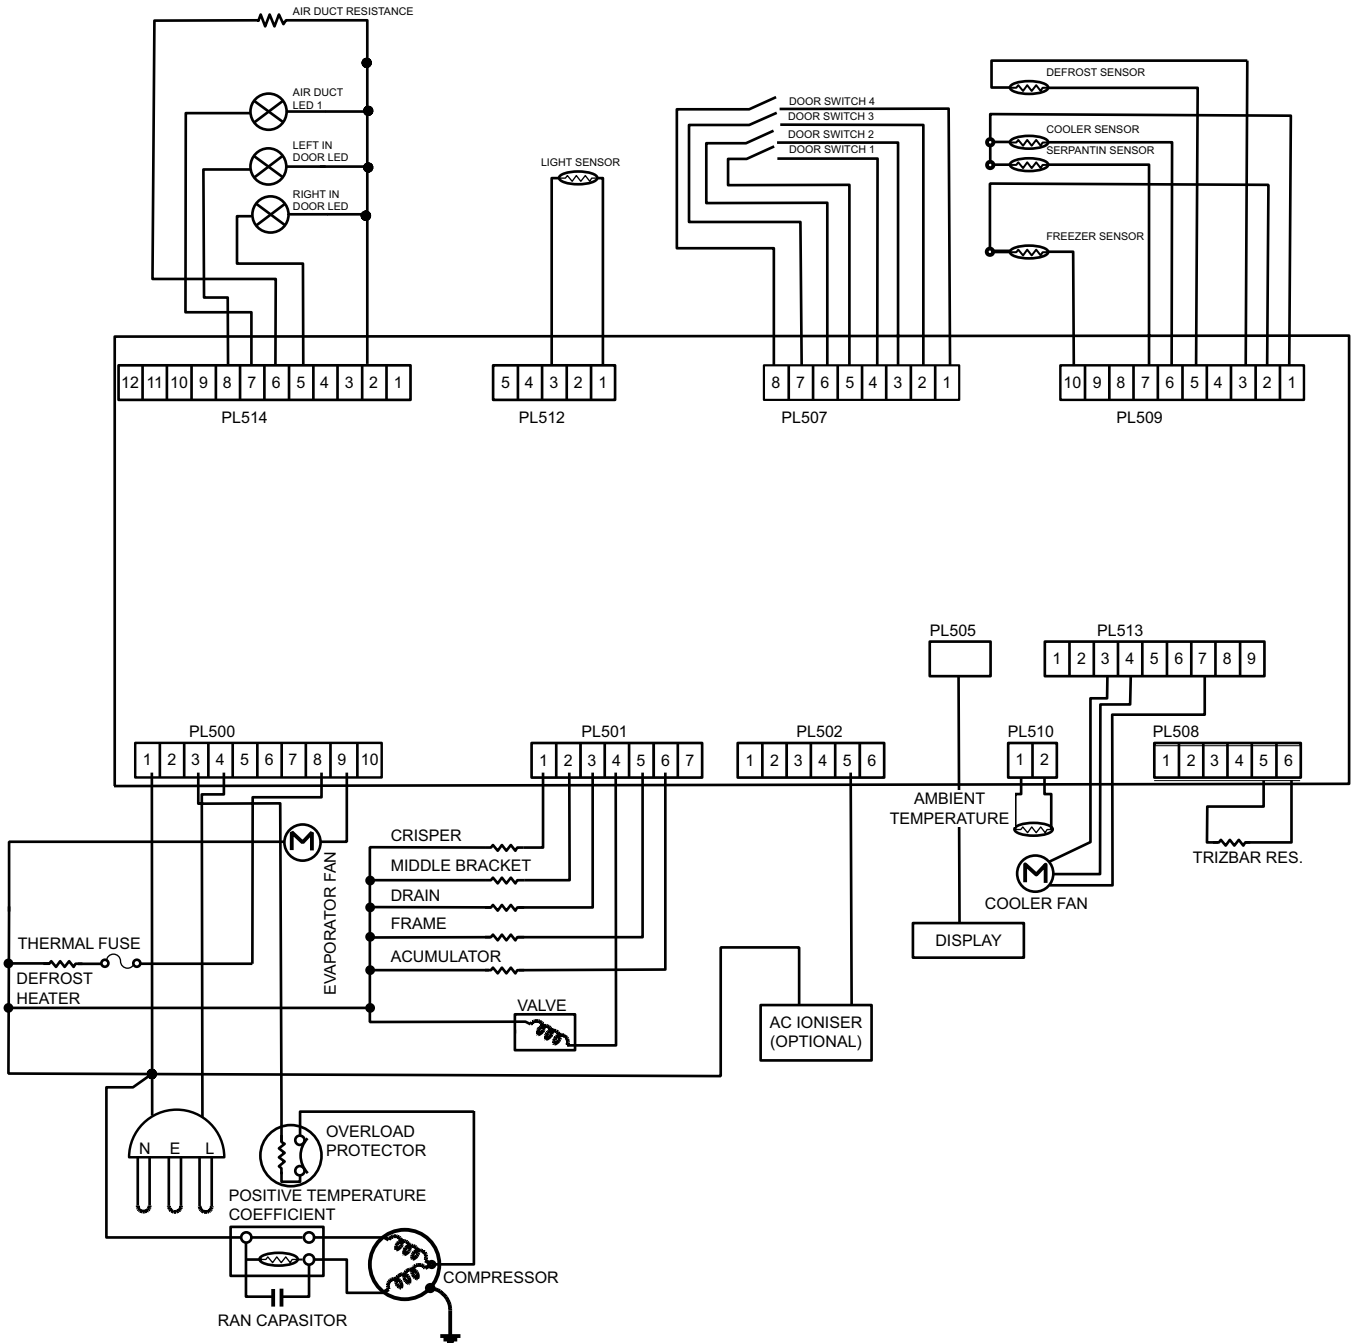 AIR DUCT RESISTANCE
AIR DUCT
LED 1
LEFT IN
DOOR LED
RIGHT IN
DOOR LED
LIGHT SENSOR
DOOR SWITCH 4
DOOR SWITCH 3
DOOR SWITCH 2
DOOR SWITCH 1
DEFROST SENSOR
COOLER SENSOR
SERPANTIN SENSOR
FREEZER SENSOR
12 11 10 9 8 7 6 5 4 3 2 1
PL514
5 4 3 2 1
PL512
8 7 6 5 4 3 2 1
PL507
10 9 8 7 6 5 4 3 2 1
PL509
PL505
PL513
1 2 3 4 5 6 7 8 9
PL500
1 2 3 4 5 6 7 8 9 10
PL501
1 2 3 4 5 6 7
PL502
1 2 3 4 5 6
PL510
1 2
PL508
1 2 3 4 5 6
AMBIENT
TEMPERATURE
TRIZBAR RES.
M
COOLER FAN
DISPLAY
M
EVAPORATOR FAN
CRISPER
MIDDLE BRACKET
DRAIN
FRAME
ACUMULATOR
VALVE
THERMAL FUSE
DEFROST
HEATER
AC IONISER
(OPTIONAL)
N E L
OVERLOAD
PROTECTOR
POSITIVE TEMPERATURE
COEFFICIENT
COMPRESSOR
RAN CAPASITOR